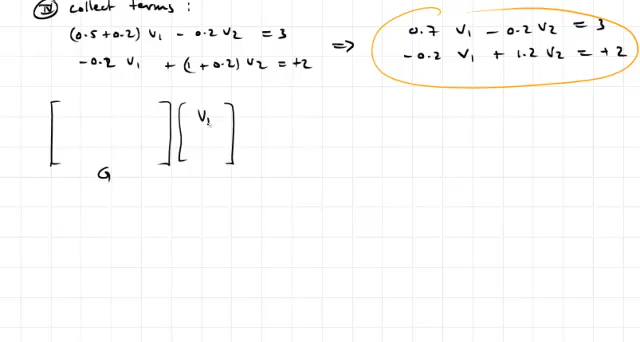 IV collect terms :
(0.5+0.2) V₁ - 0.2 V₂ = 3
-0.2 V₁ + (1+0.2) V₂ = +2
=>
0.7 V₁ - 0.2 V₂ = 3
-0.2 V₁ + 1.2 V₂ = +2
[ ] [ V₁ ]
G